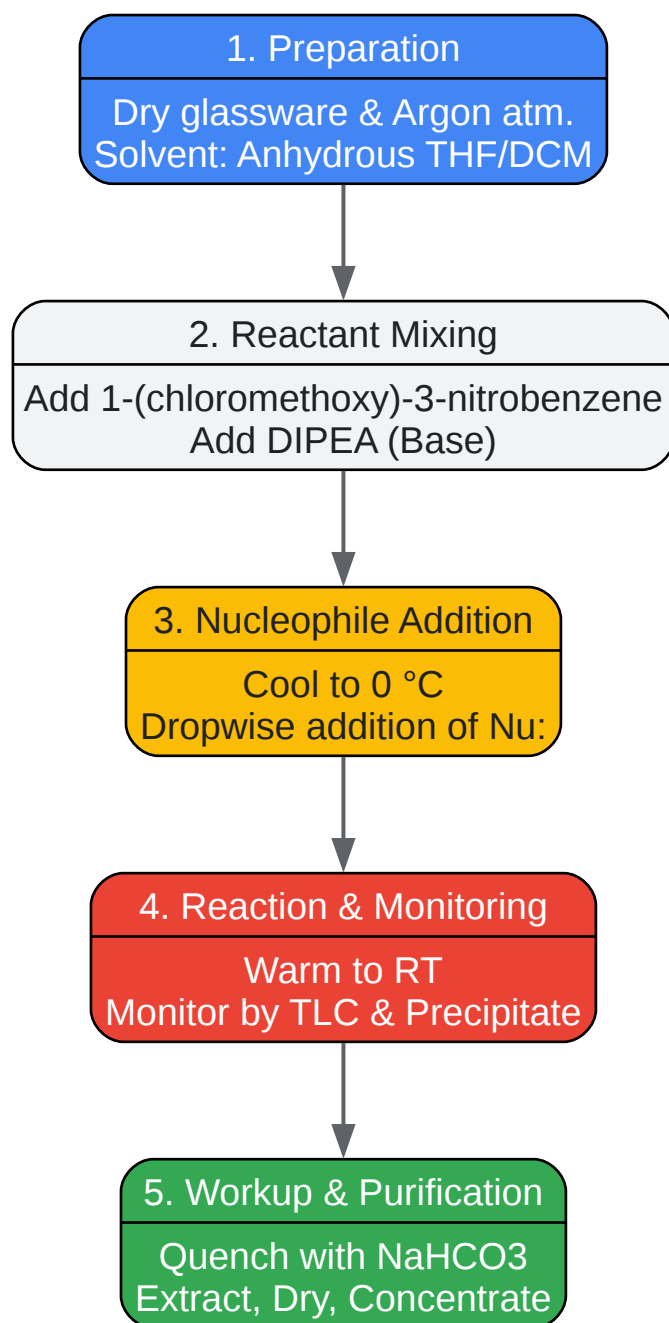 1. Preparation
Dry glassware & Argon atm.
Solvent: Anhydrous THF/DCM
2. Reactant Mixing
Add 1-(chloromethoxy)-3-nitrobenzene
Add DIPEA (Base)
3. Nucleophile Addition
Cool to 0 °C
Dropwise addition of Nu:
4. Reaction & Monitoring
Warm to RT
Monitor by TLC & Precipitate
5. Workup & Purification
Quench with NaHCO3
Extract, Dry, Concentrate